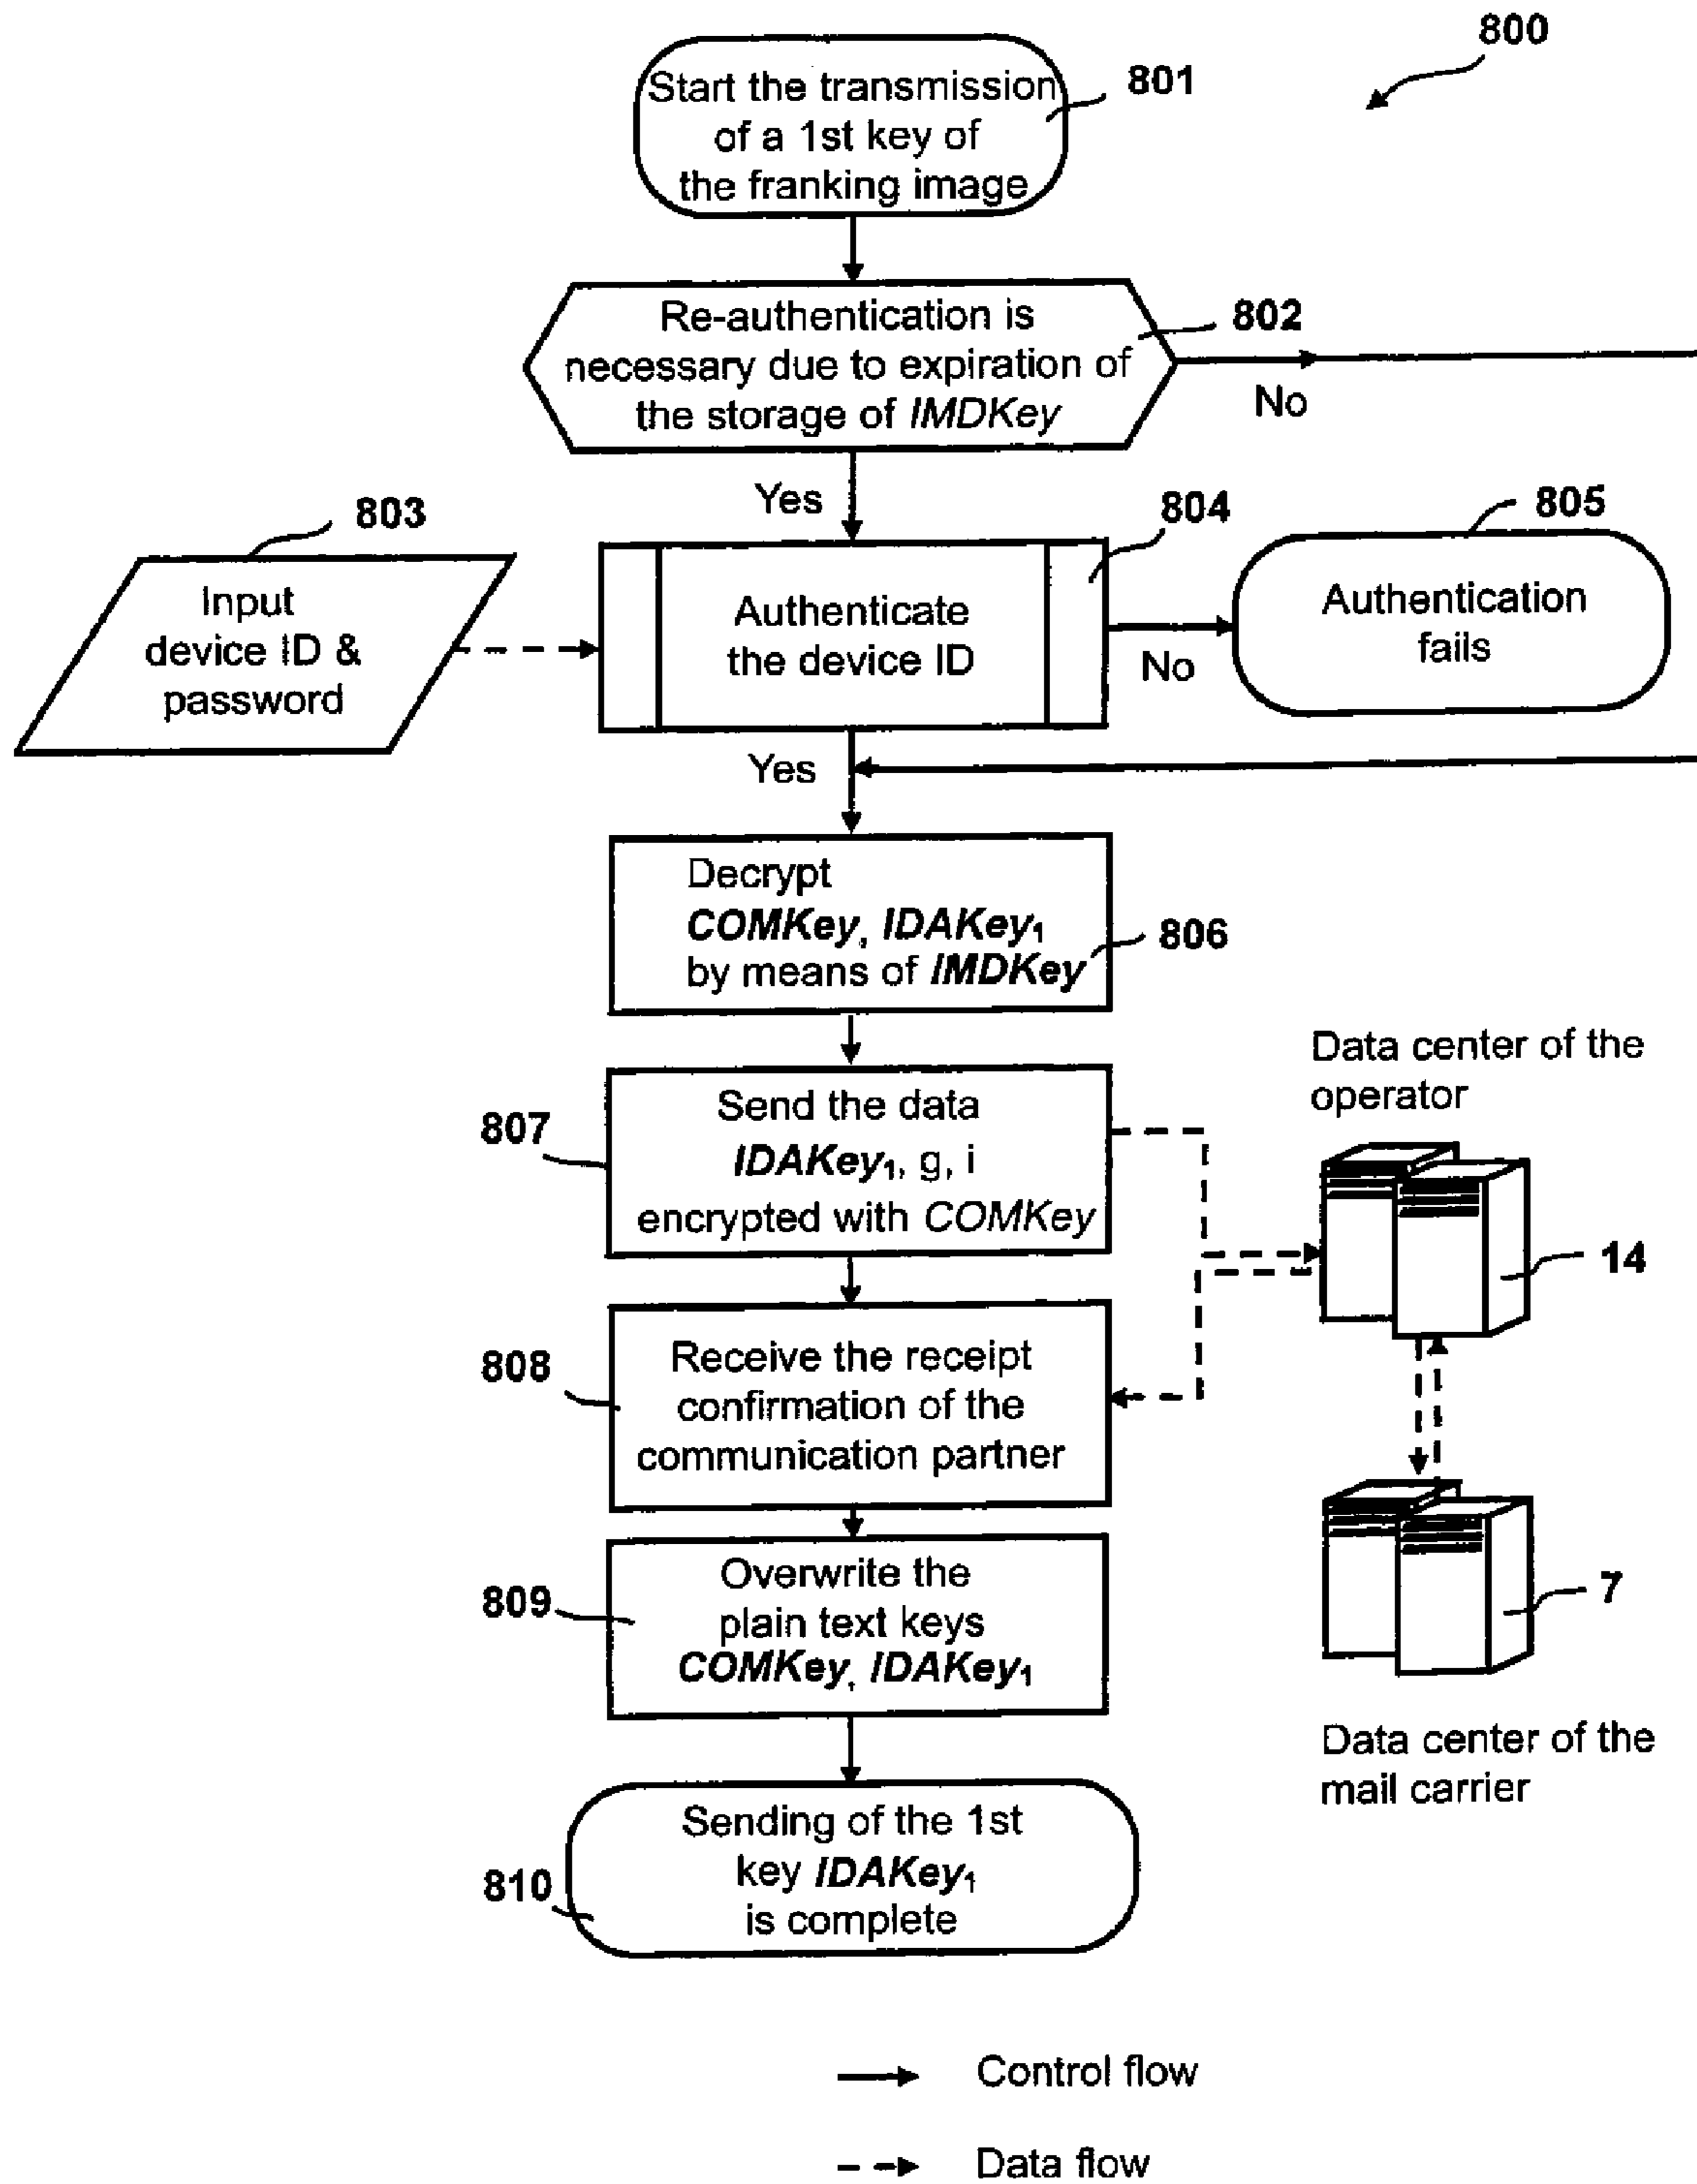 800
Start the transmission
of a 1st key of
the franking image
801
Re-authentication is
necessary due to expiration of
the storage of IMDKey
802
No
Yes
803
Input
device ID &
password
804
Authenticate
the device ID
No
805
Authentication
fails
Yes
Decrypt
COMKey, IDAKey₁
by means of IMDKey
806
807
Send the data
IDAKey₁, g, i
encrypted with COMKey
Data center of the
operator
14
808
Receive the receipt
confirmation of the
communication partner
809
Overwrite the
plain text keys
COMKey, IDAKey₁
7
Data center of the
mail carrier
810
Sending of the 1st
key IDAKey₁
is complete
Control flow
Data flow